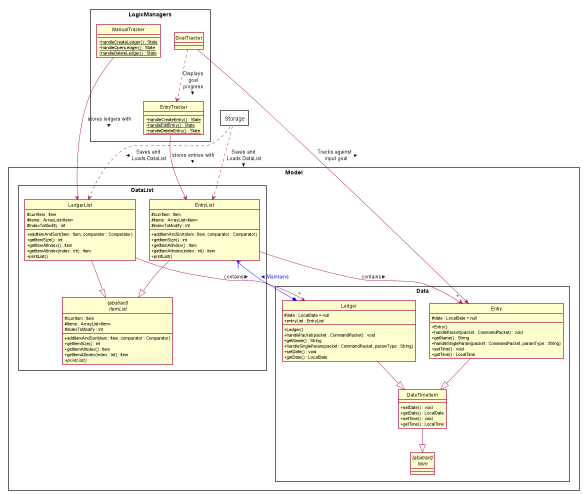 LogicManagers
ManualTracker
-handleCreateLedger() : State
-handleOpenLedger() : State
-handleDeleteLedger() : State
GoalTracker
Displays
goal
progress
EntryTracker
-handleCreateEntry() : State
-handleEditEntry() : State
-handleDeleteEntry() : State
Storage
stores ledgers with
Saves and
Loads DataList
stores entries with
Saves and
Loads DataList
Tracks against
input goal
Model
DataList
LedgerList
#curItem : Item
#items : ArrayList<Item>
#indexToModify : int
+addItemAndSort(item : Item, comparator : Comparator)
+getItemSize() : int
+getItemAtIndex() : Item
+getItemAtIndex(index : int) : Item
+printList()
EntryList
#curItem : Item
#items : ArrayList<Item>
#indexToModify : int
+addItemAndSort(item : Item, comparator : Comparator)
+getItemSize() : int
+getItemAtIndex() : Item
+getItemAtIndex(index : int) : Item
+printList()
contains
Maintains
contains
{abstract}
ItemList
#curItem : Item
#items : ArrayList<Item>
#indexToModify : int
+addItemAndSort(item : Item, comparator : Comparator)
+getItemSize() : int
+getItemAtIndex() : Item
+getItemAtIndex(index : int) : Item
+printList()
Data
*
*
Ledger
#date : LocalDate = null
+entryList : EntryList
+Ledger()
+handlePacket(packet : CommandPacket) : void
+getName() : String
+handleSingleParam(packet : CommandPacket, paramType : String)
+setDate() : void
+getDate() : LocalDate
Entry
#date : LocalDate = null
+Entry()
+handlePacket(packet : CommandPacket) : void
+getName() : String
+handleSingleParam(packet : CommandPacket, paramType : String)
+setTime() : void
+getTime() : LocalDate
DateTimeItem
+setDate() : void
+getDate() : LocalDate
+setTime() : void
+getTime() : LocalTime
{abstract}
Item